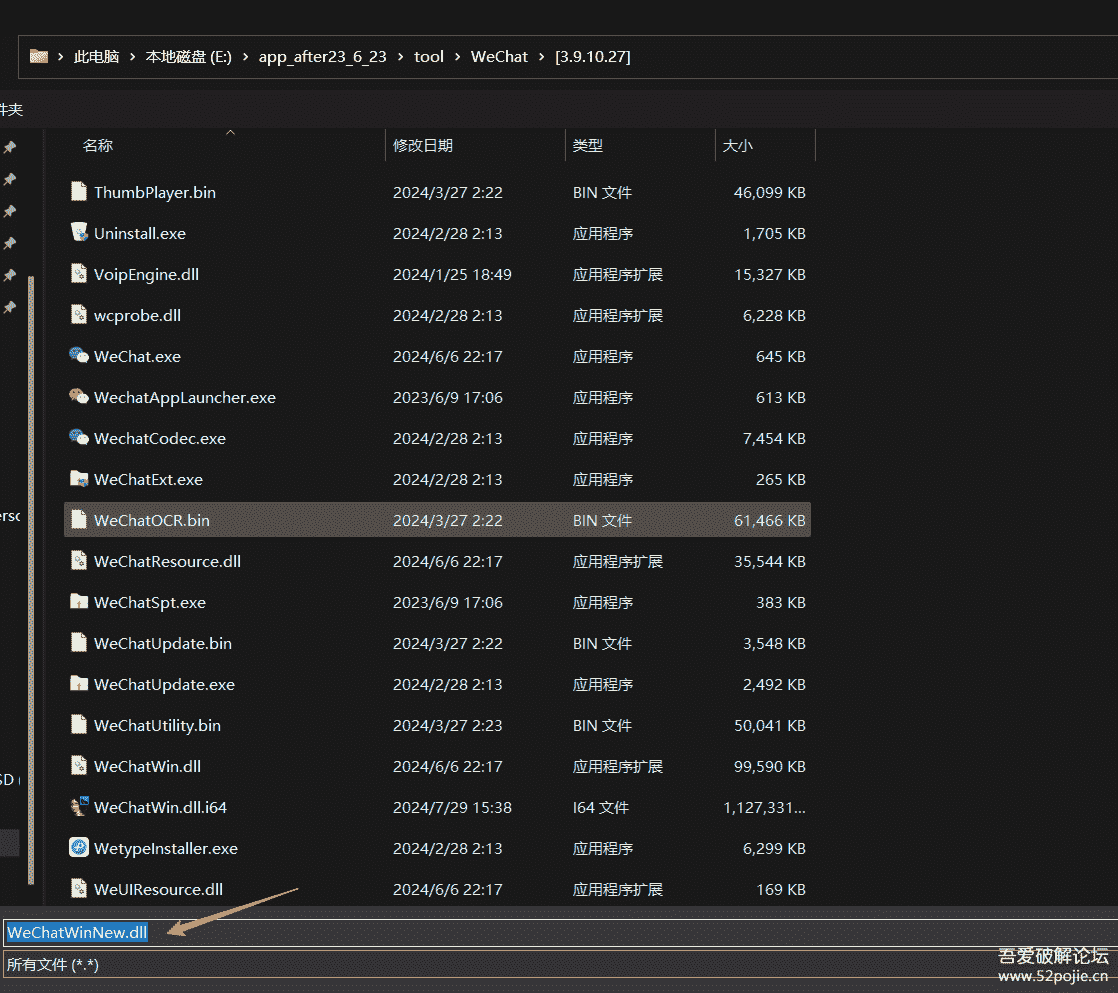 此电脑 › 本地磁盘 (E:) › app_after23_6_23 › tool › WeChat › [3.9.10.27]
件夹
名称 修改日期 类型 大小
ThumbPlayer.bin 2024/3/27 2:22 BIN 文件 46,099 KB
Uninstall.exe 2024/2/28 2:13 应用程序 1,705 KB
VoipEngine.dll 2024/1/25 18:49 应用程序扩展 15,327 KB
wcprobe.dll 2024/2/28 2:13 应用程序扩展 6,228 KB
WeChat.exe 2024/6/6 22:17 应用程序 645 KB
WechatAppLauncher.exe 2023/6/9 17:06 应用程序 613 KB
WechatCodec.exe 2024/2/28 2:13 应用程序 7,454 KB
WeChatExt.exe 2024/2/28 2:13 应用程序 265 KB
WeChatOCR.bin 2024/3/27 2:22 BIN 文件 61,466 KB
WeChatResource.dll 2024/6/6 22:17 应用程序扩展 35,544 KB
WeChatSpt.exe 2023/6/9 17:06 应用程序 383 KB
WeChatUpdate.bin 2024/3/27 2:22 BIN 文件 3,548 KB
WeChatUpdate.exe 2024/2/28 2:13 应用程序 2,492 KB
WeChatUtility.bin 2024/3/27 2:23 BIN 文件 50,041 KB
WeChatWin.dll 2024/6/6 22:17 应用程序扩展 99,590 KB
WeChatWin.dll.i64 2024/7/29 15:38 I64 文件 1,127,331...
WetypeInstaller.exe 2024/2/28 2:13 应用程序 6,299 KB
WeUIResource.dll 2024/6/6 22:17 应用程序扩展 169 KB
WeChatWinNew.dll
所有文件 (*.*)
吾爱破解论坛
www.52pojie.cn